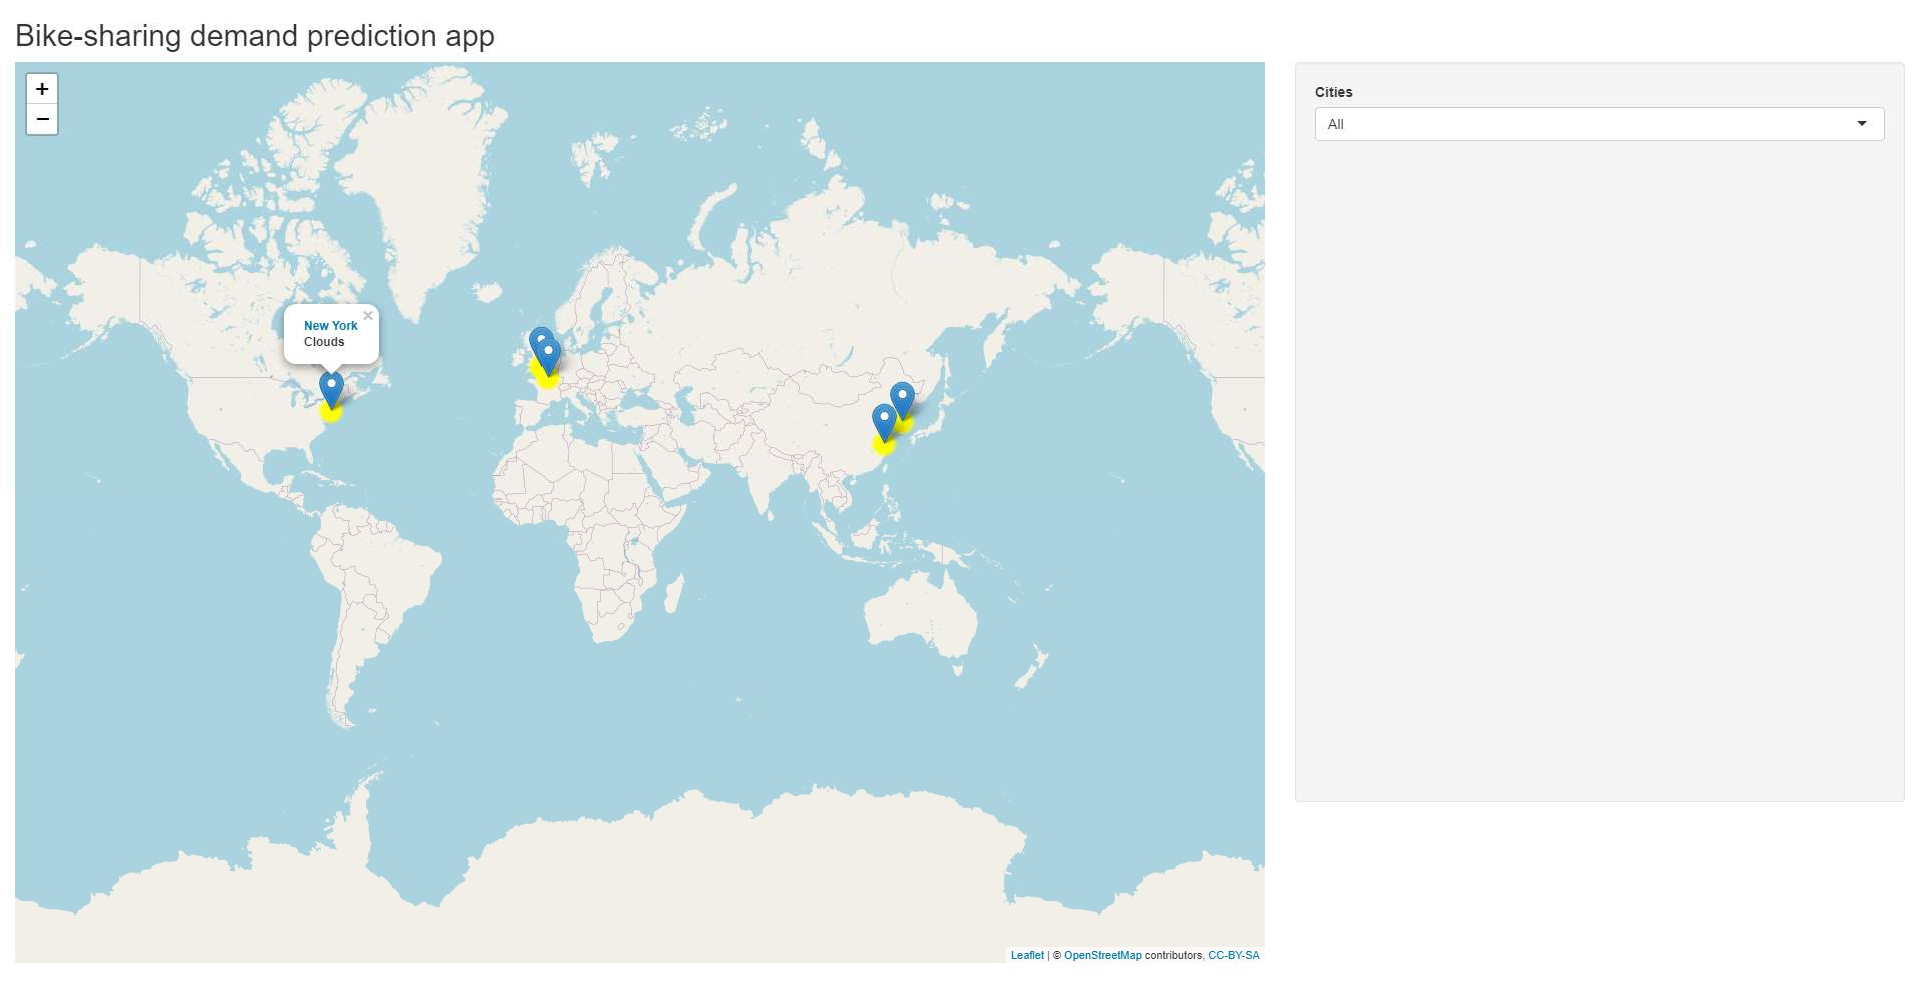 Bike-sharing demand prediction app
+
−
New York
×
Clouds
Cities
All
Leaflet | © OpenStreetMap contributors, CC-BY-SA